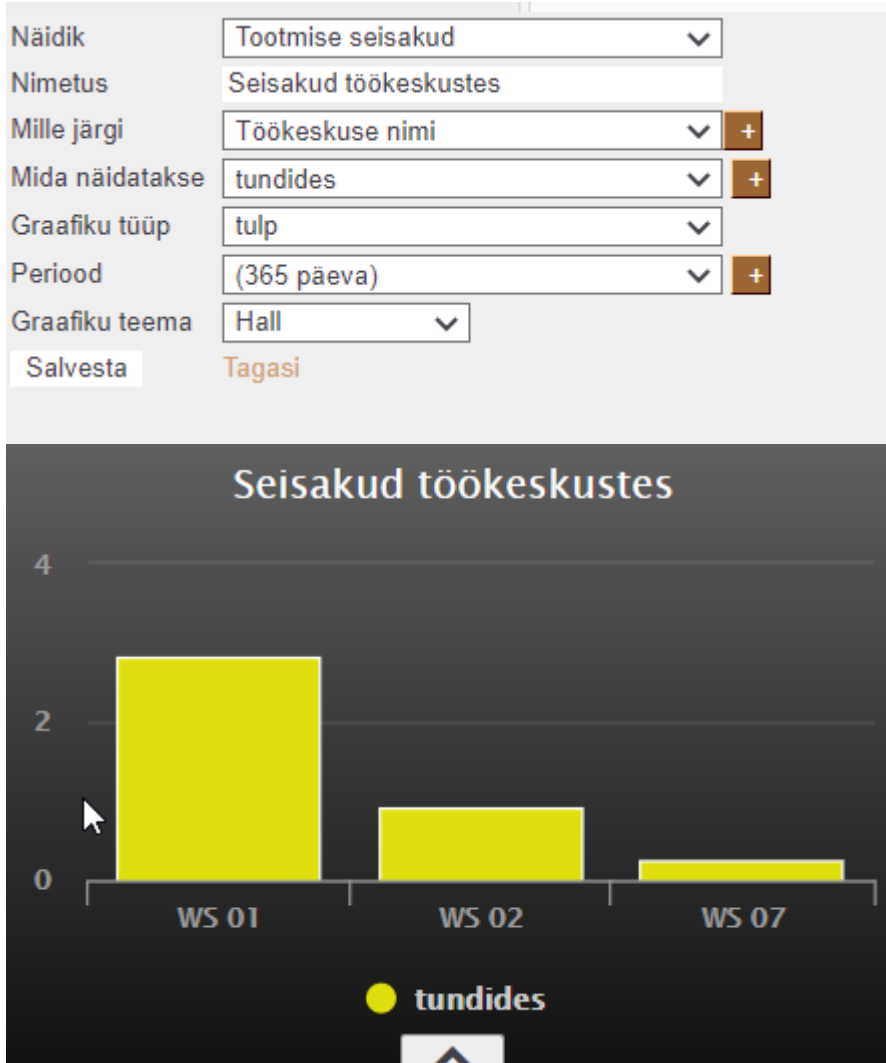 Näidik Tootmise seisakud
Nimetus Seisakud töökeskustes
Mille järgi Töökeskuse nimi +
Mida näidatakse tundides +
Graafiku tüüp tulp
Periood (365 päeva) +
Graafiku teema Hall
Salvesta Tagasi
Seisakud töökeskustes
4
2
0
WS 01 WS 02 WS 07
tundides